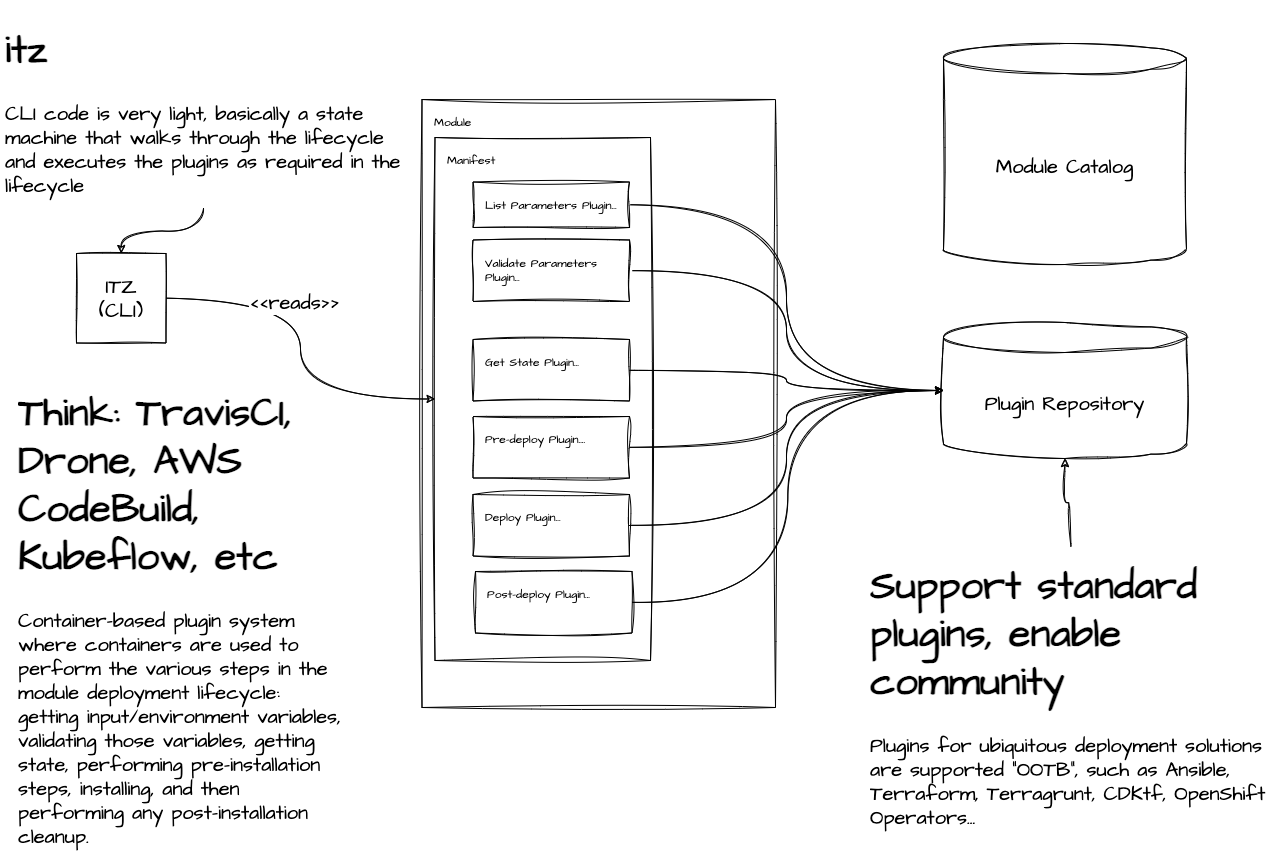 itz
CLI code is very light, basically a state
machine that walks through the lifecycle
and executes the plugins as required in the
lifecycle
ITZ
(CLI)
<<reads>>
Think: TravisCI,
Drone, AWS
CodeBuild,
Kubeflow, etc
Container-based plugin system
where containers are used to
perform the various steps in the
module deployment lifecycle:
getting input/environment variables,
validating those variables, getting
state, performing pre-installation
steps, installing, and then
performing any post-installation
cleanup.
Module
Manifest
List Parameters Plugin...
Validate Parameters
Plugin...
Get State Plugin...
Pre-deploy Plugin...
Deploy Plugin...
Post-deploy Plugin...
Module Catalog
Plugin Repository
Support standard
plugins, enable
community
Plugins for ubiquitous deployment solutions
are supported "OOTB", such as Ansible,
Terraform, Terragrunt, CDKtf, OpenShift
Operators...